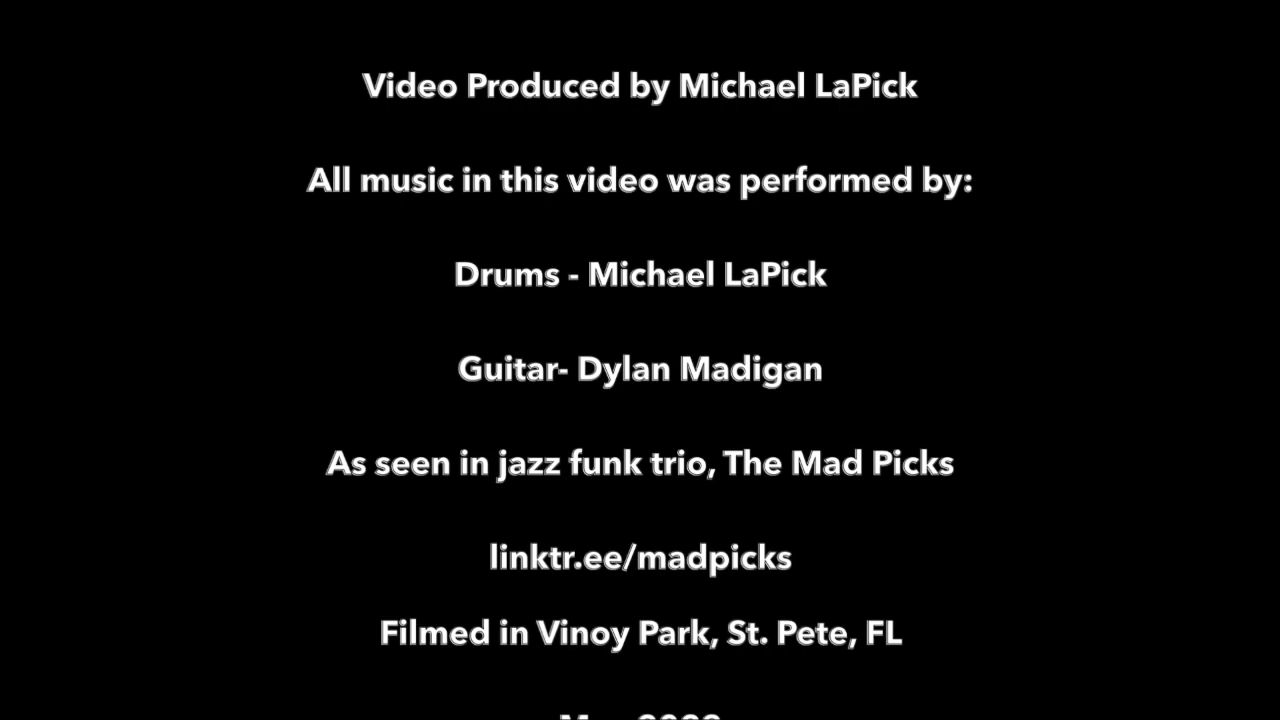 Video Produced by Michael LaPick
All music in this video was performed by:
Drums - Michael LaPick
Guitar- Dylan Madigan
As seen in jazz funk trio, The Mad Picks
linktr.ee/madpicks
Filmed in Vinoy Park, St. Pete, FL